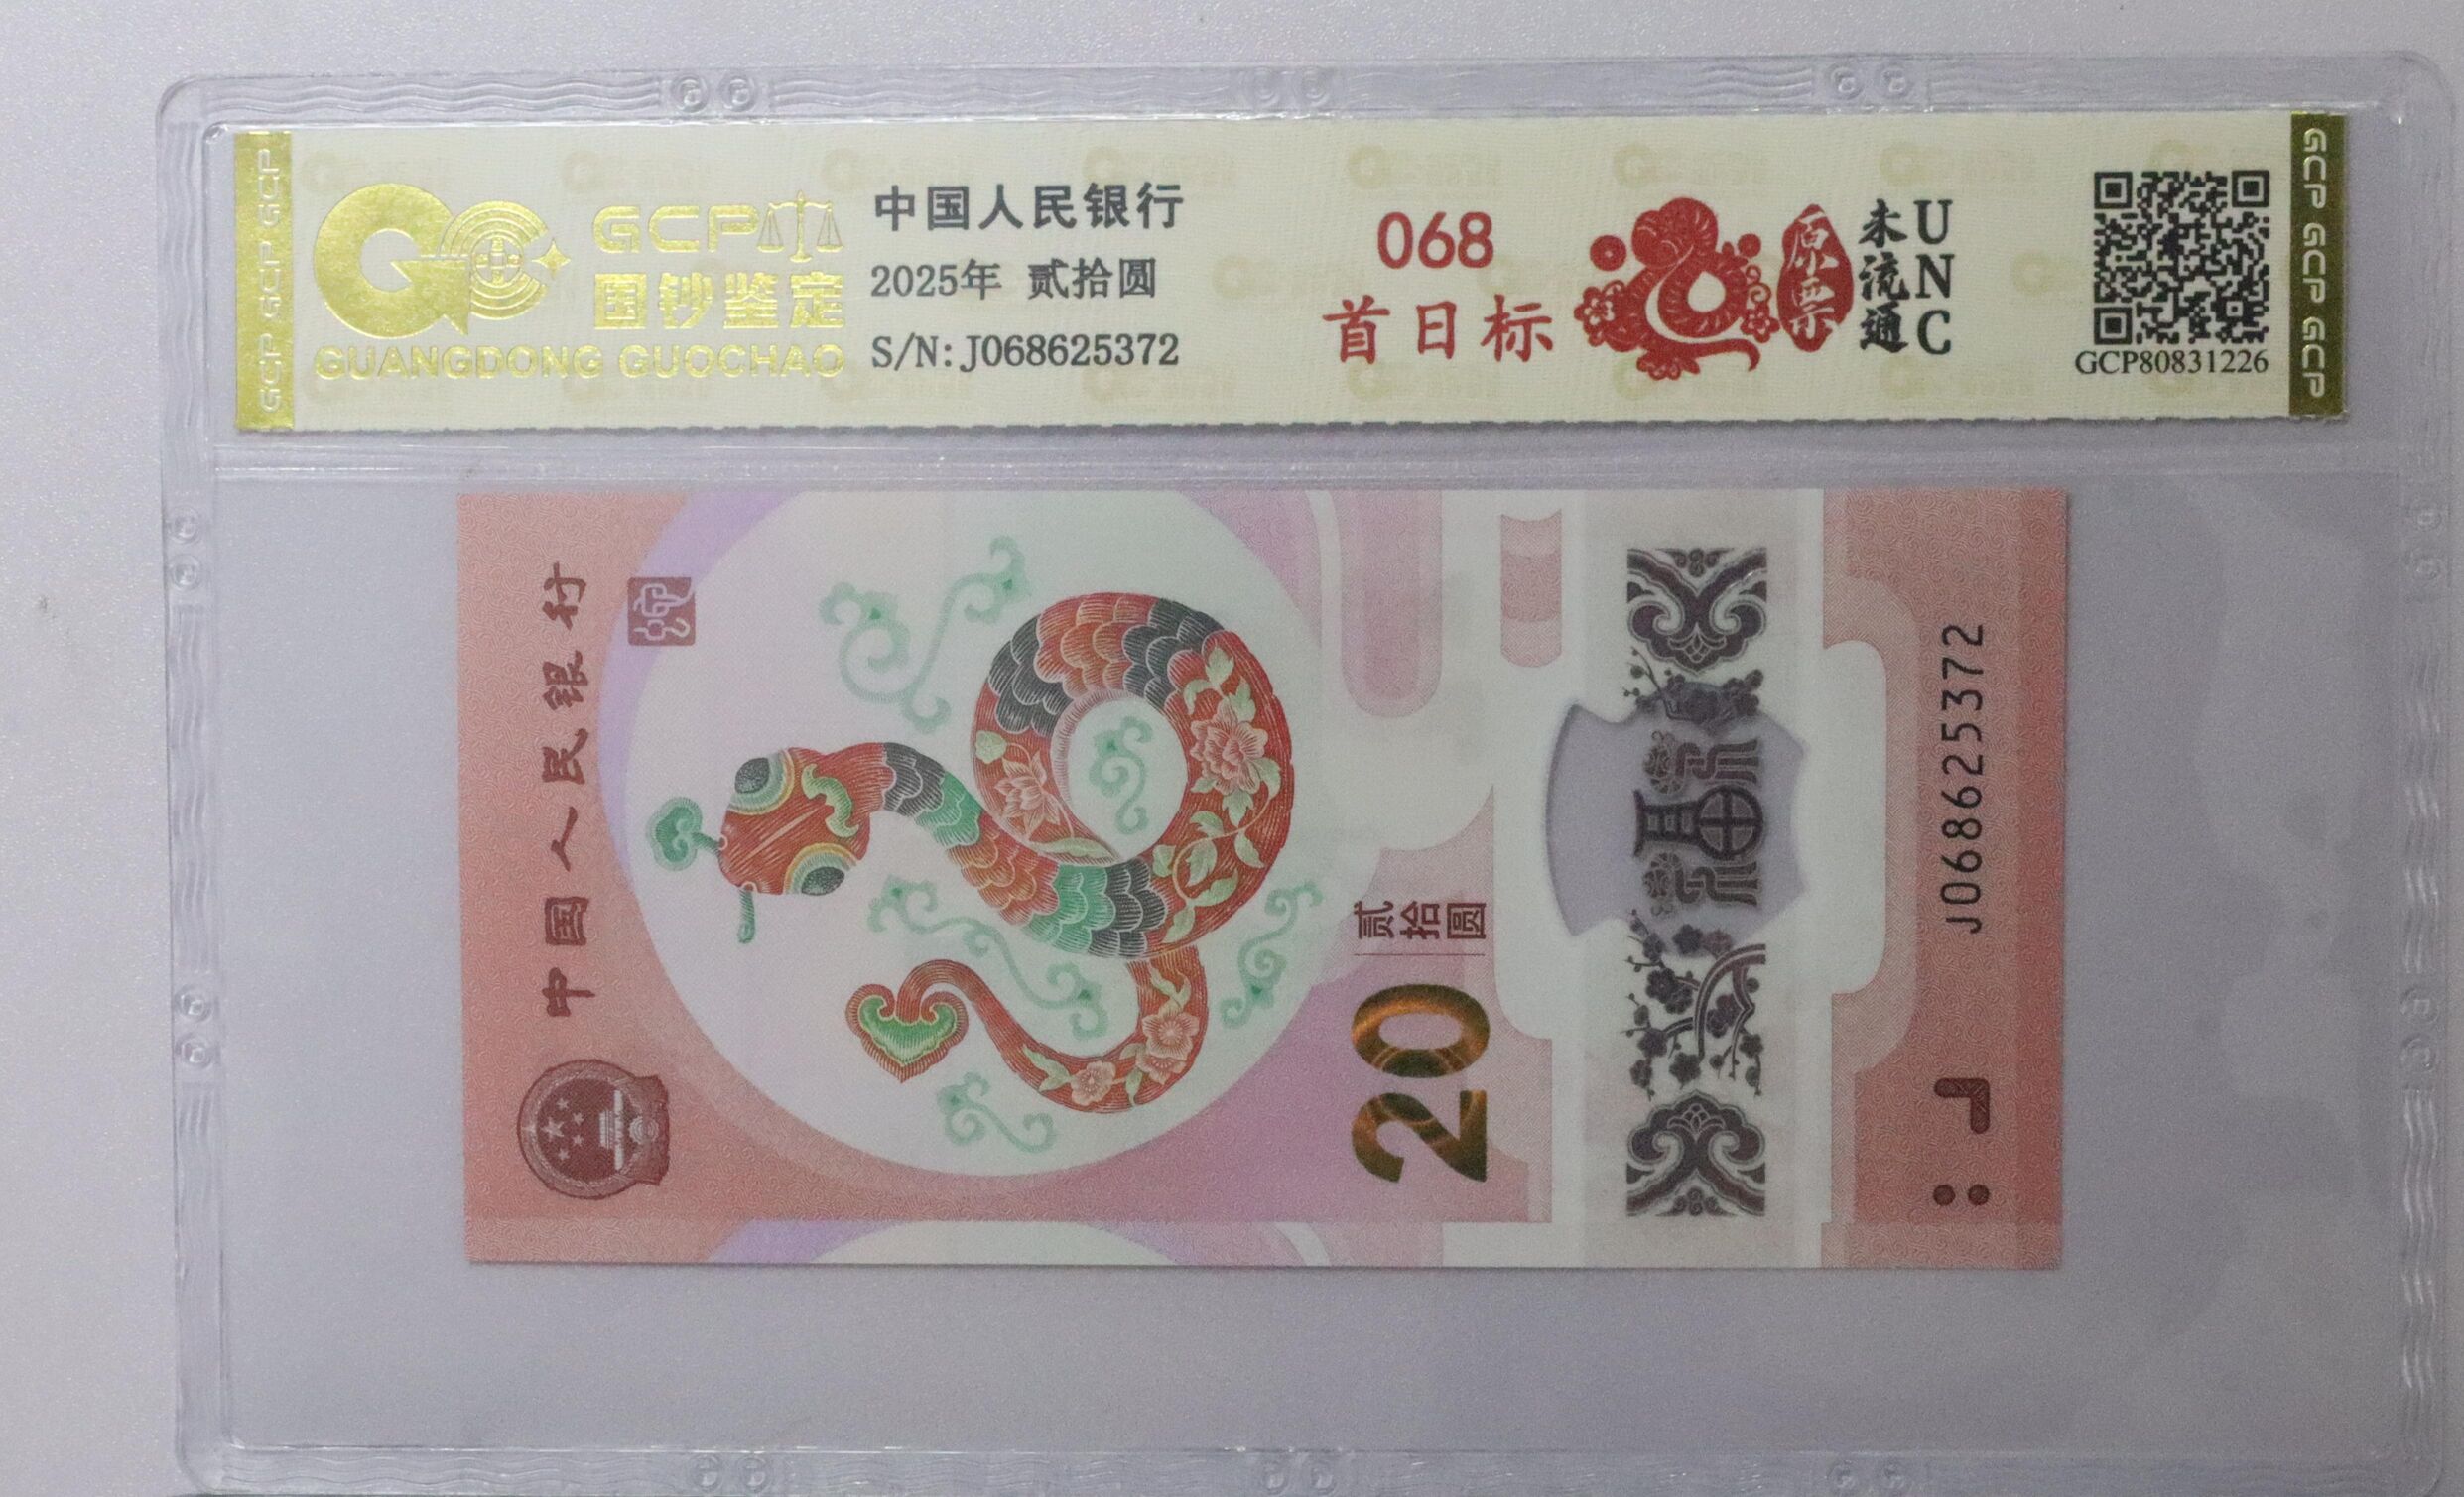 GCP GCP GCP
GCP
国钞鉴定
GUANGDONG GUOCHAO
中国人民银行
2025年 贰拾圆
S/N:J068625372
068
首日标
原票
未流通
UNC
GCP80831226
GCP GCP GCP
中国人民银行
蛇
20
贰拾圆
福
J068625372